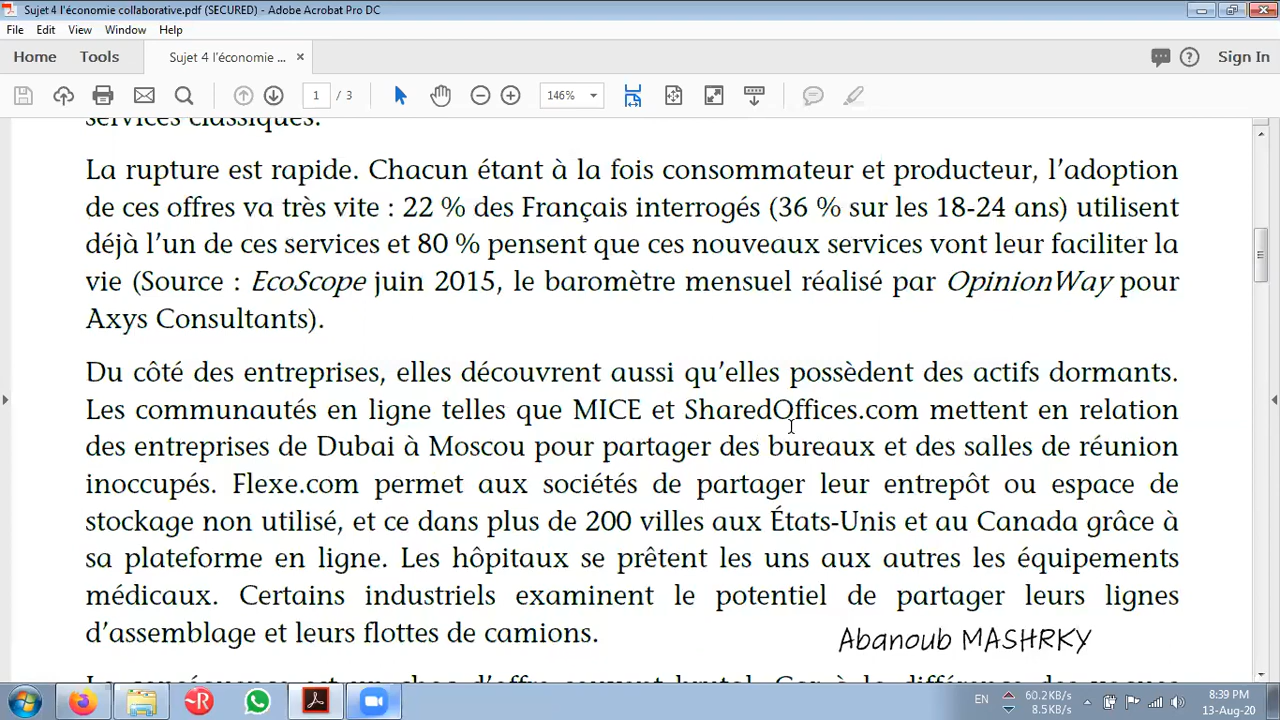 Sujet 4 l'économie collaborative.pdf (SECURED) - Adobe Acrobat Pro DC
File Edit View Window Help
Home Tools Sujet 4 l'économie ... × Sign In
1 / 3 146%
services classiques.
La rupture est rapide. Chacun étant à la fois consommateur et producteur, l'adoption
de ces offres va très vite : 22 % des Français interrogés (36 % sur les 18-24 ans) utilisent
déjà l'un de ces services et 80 % pensent que ces nouveaux services vont leur faciliter la
vie (Source : EcoScope juin 2015, le baromètre mensuel réalisé par OpinionWay pour
Axys Consultants).
Du côté des entreprises, elles découvrent aussi qu'elles possèdent des actifs dormants.
Les communautés en ligne telles que MICE et SharedOffices.com mettent en relation
des entreprises de Dubai à Moscou pour partager des bureaux et des salles de réunion
inoccupés. Flexe.com permet aux sociétés de partager leur entrepôt ou espace de
stockage non utilisé, et ce dans plus de 200 villes aux États-Unis et au Canada grâce à
sa plateforme en ligne. Les hôpitaux se prêtent les uns aux autres les équipements
médicaux. Certains industriels examinent le potentiel de partager leurs lignes
d'assemblage et leurs flottes de camions.
Abanoub MASHRKY
EN 60.2KB/s 8:39 PM
8.5KB/s 13-Aug-20